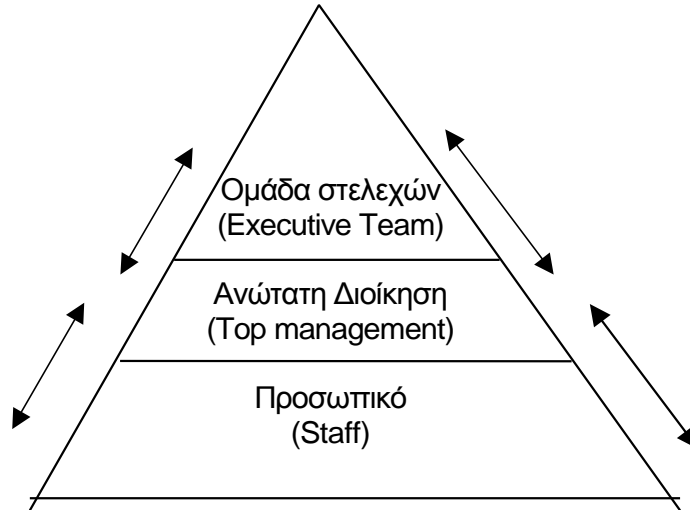 Ομάδα στελεχών
(Executive Team)
Ανώτατη Διοίκηση
(Top management)
Προσωπικό
(Staff)